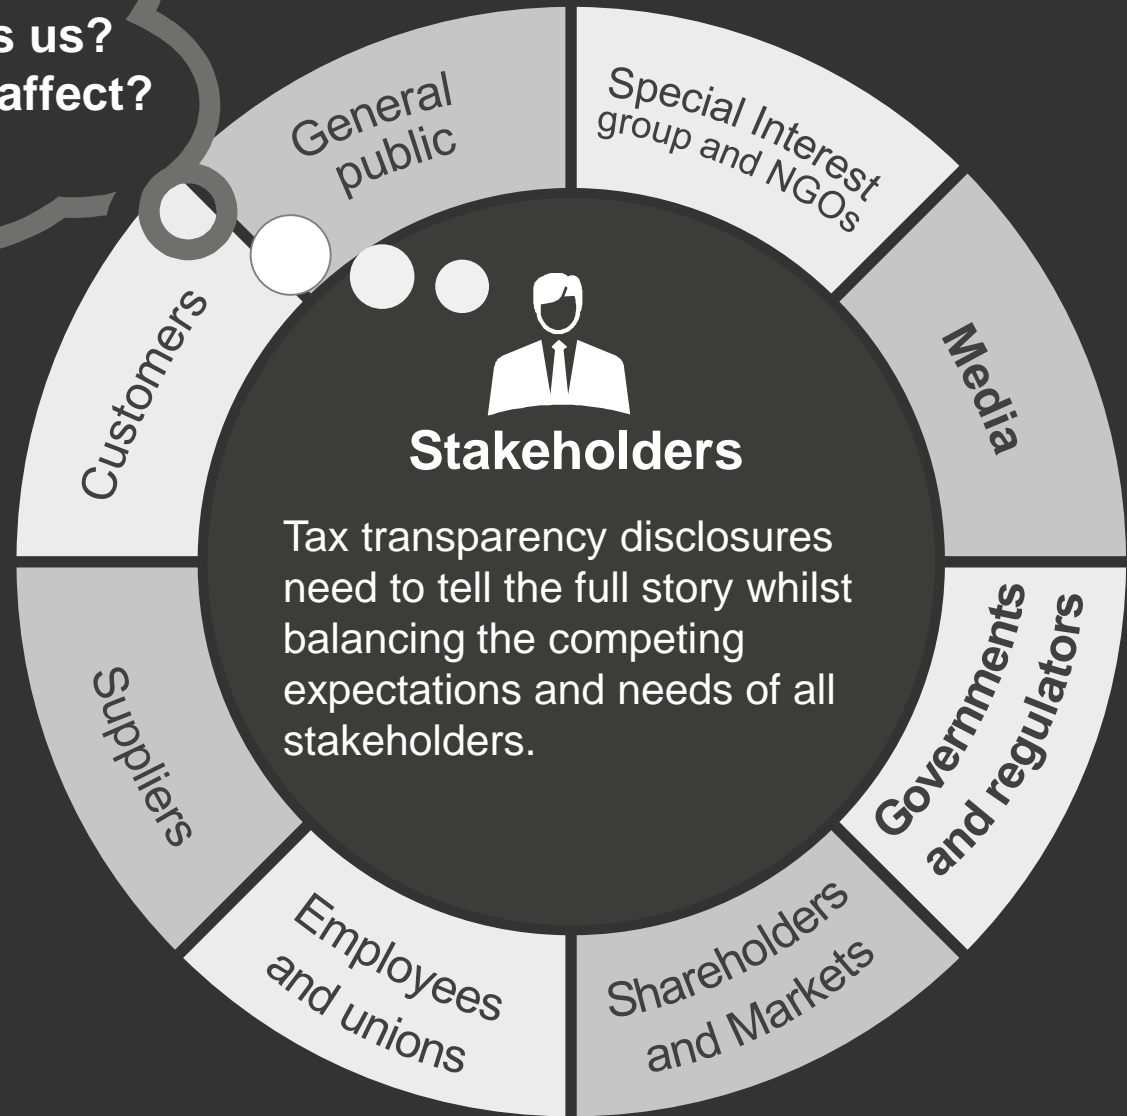 s us?
affect?
General
public
Special Interest
group and NGOs
Media
Governments
and regulators
Shareholders
and Markets
Employees
and unions
Suppliers
Customers
Stakeholders
Tax transparency disclosures
need to tell the full story whilst
balancing the competing
expectations and needs of all
stakeholders.